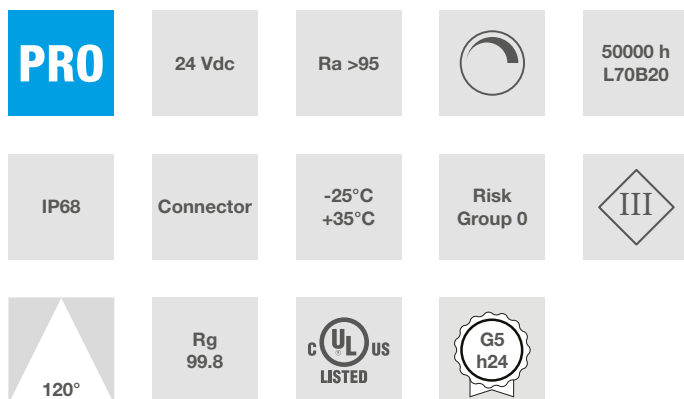 PRO
24 Vdc
Ra >95
50000 h
L70B20
IP68
Connector
-25°C
+35°C
Risk
Group 0
III
120°
Rg
99.8
C UL ® US
LISTED
G5
h24